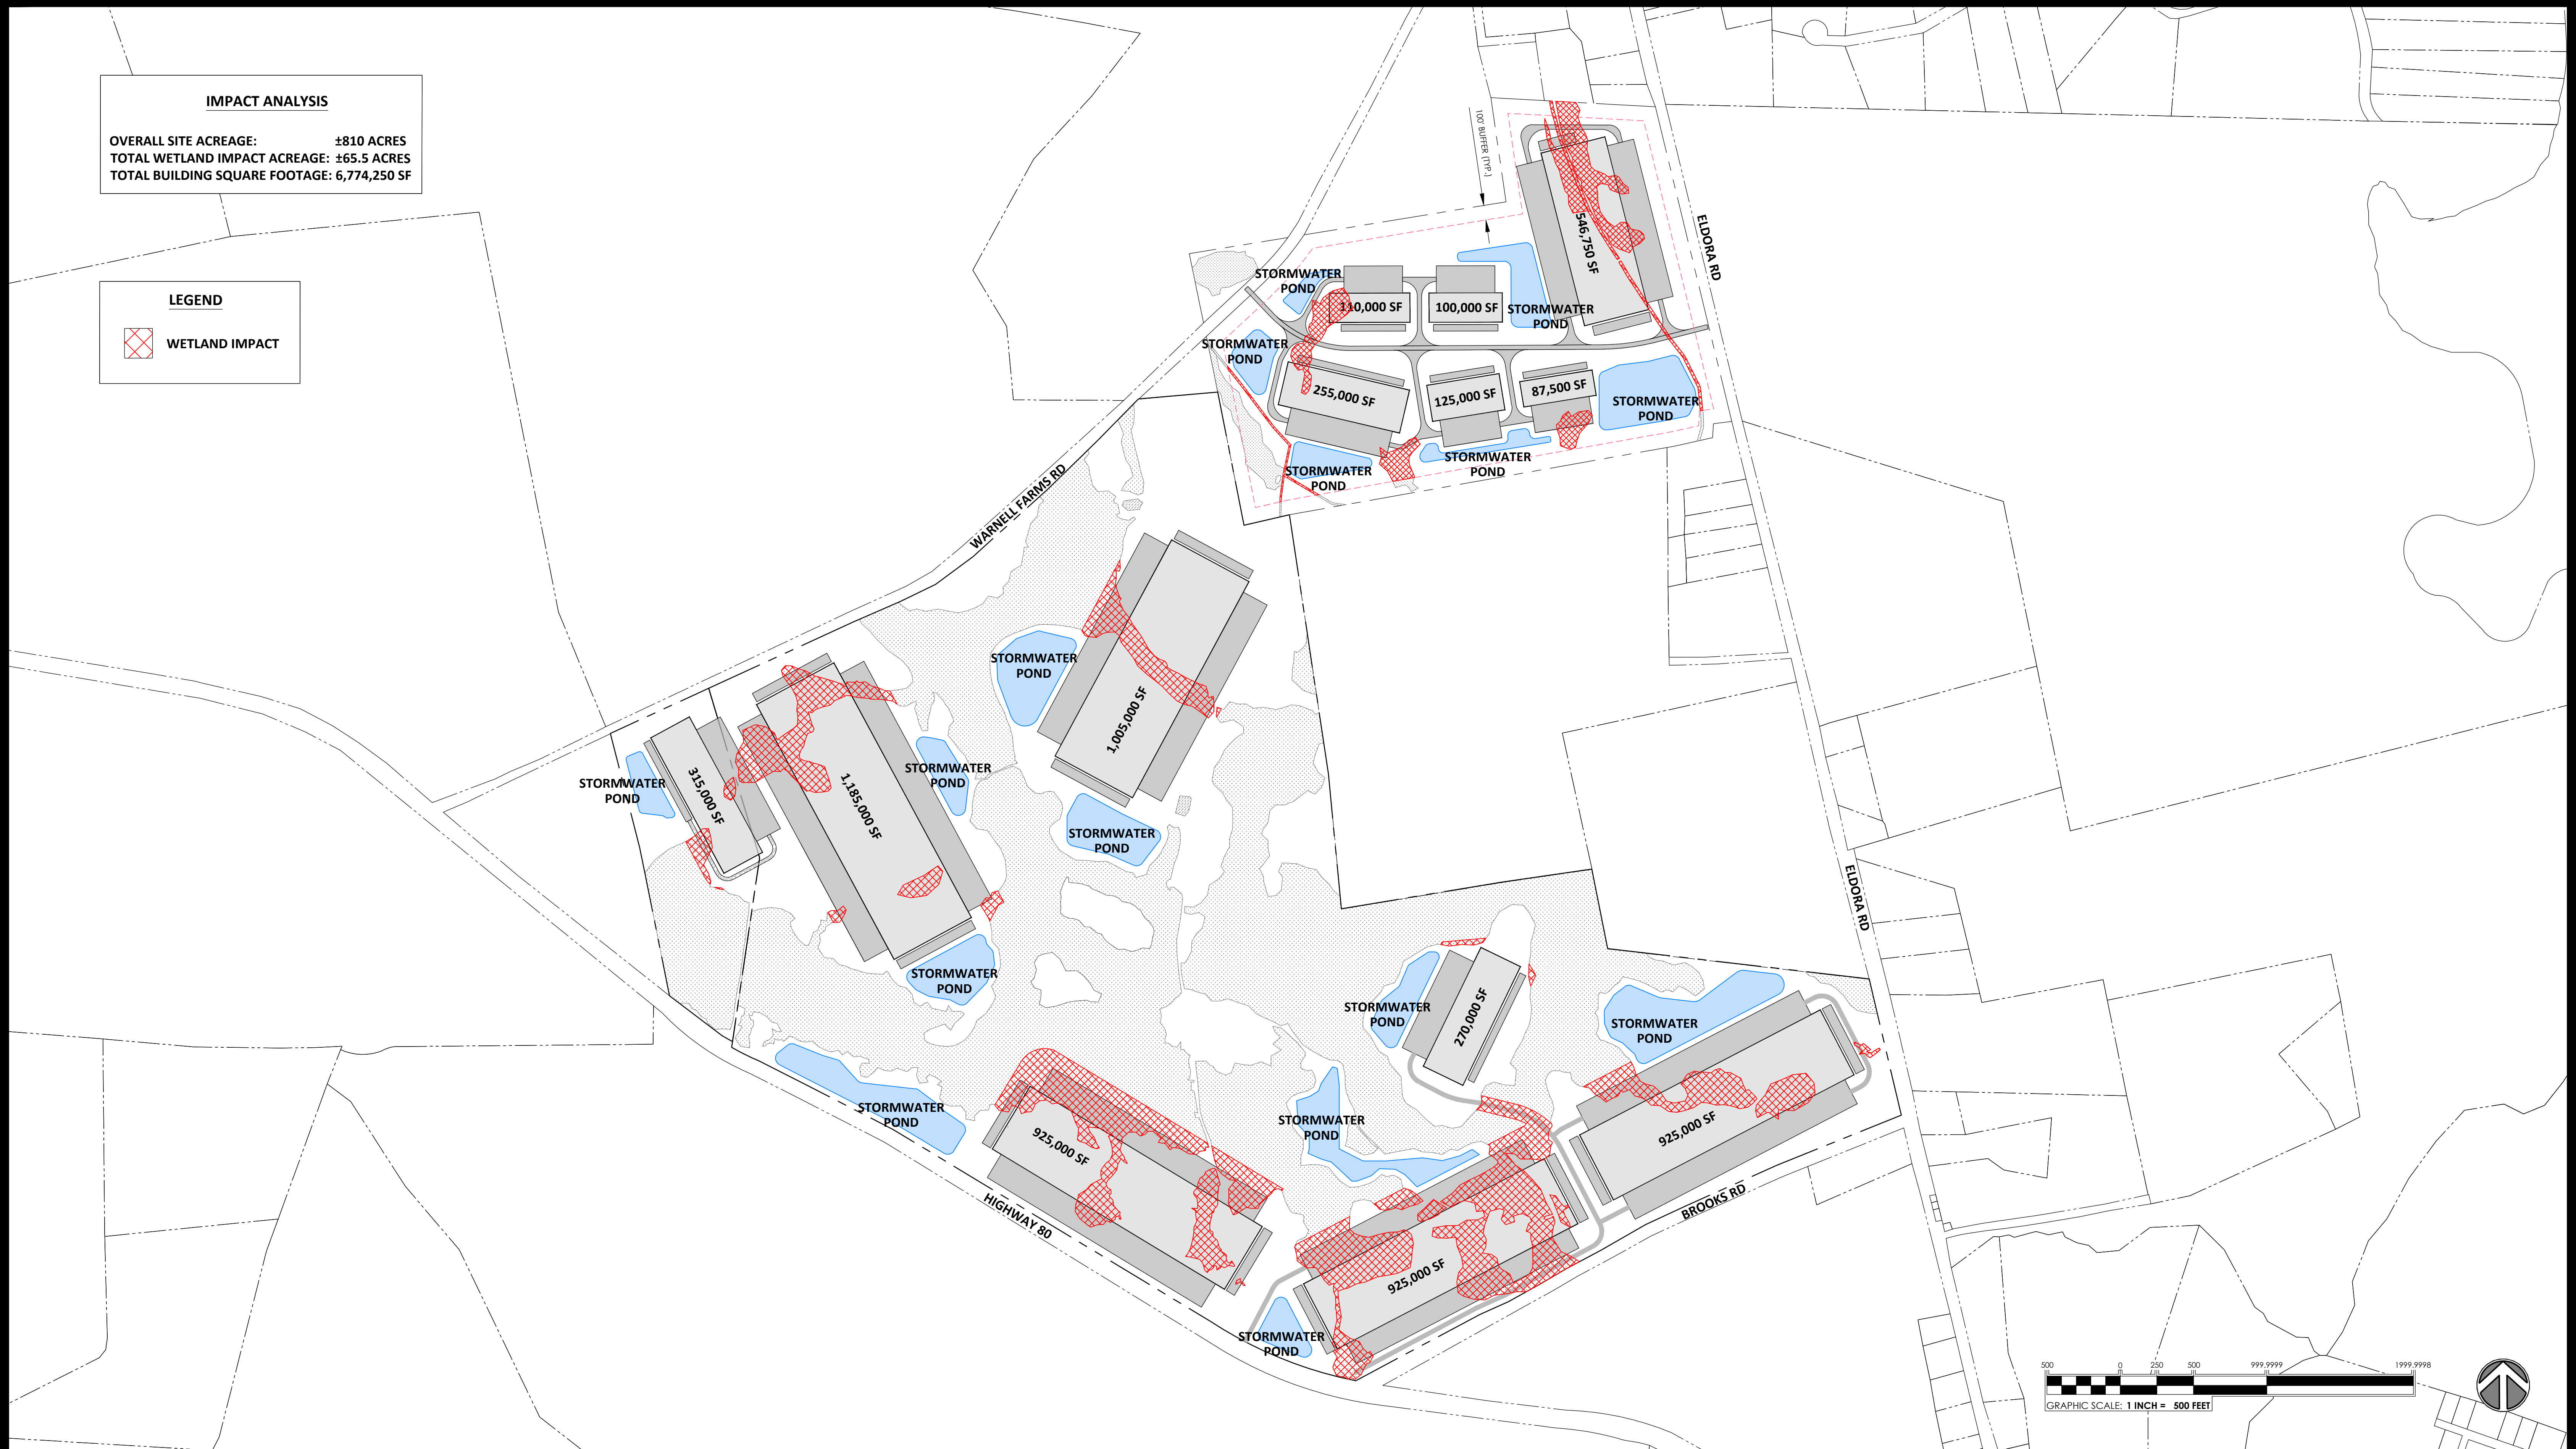 IMPACT ANALYSIS
OVERALL SITE ACREAGE: ±810 ACRES
TOTAL WETLAND IMPACT ACREAGE: ±65.5 ACRES
TOTAL BUILDING SQUARE FOOTAGE: 6,774,250 SF
LEGEND
WETLAND IMPACT
100' BUFFER (TYP.)
546,750 SF
ELDORA RD
STORMWATER
POND
110,000 SF
100,000 SF
STORMWATER
POND
STORMWATER
POND
255,000 SF
125,000 SF
87,500 SF
STORMWATER
POND
STORMWATER
POND
STORMWATER
POND
WARNELL FARMS RD
STORMWATER
POND
1,005,000 SF
STORMWATER
POND
315,000 SF
1,185,000 SF
STORMWATER
POND
STORMWATER
POND
ELDORA RD
STORMWATER
POND
STORMWATER
POND
270,000 SF
STORMWATER
POND
STORMWATER
POND
925,000 SF
STORMWATER
POND
925,000 SF
HIGHWAY 80
BROOKS RD
925,000 SF
STORMWATER
POND
500 0 250 500 999.9999 1999.9998
GRAPHIC SCALE: 1 INCH = 500 FEET